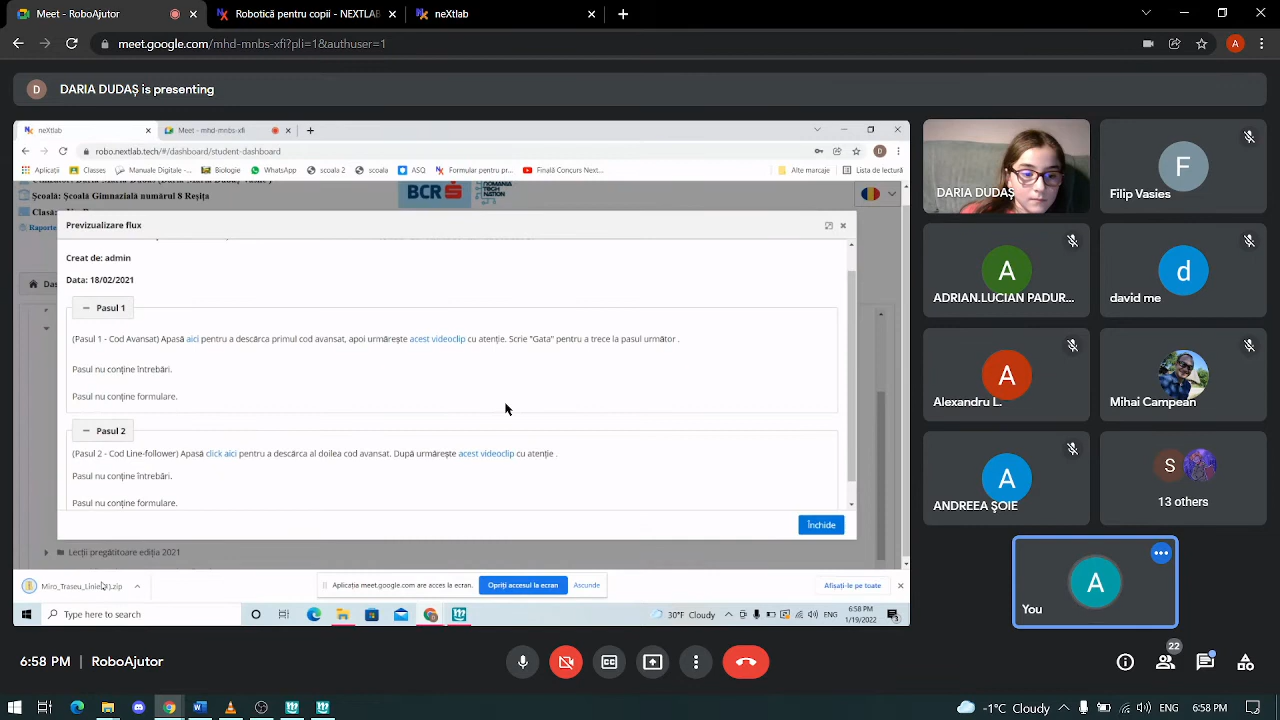 Meet - mhd-mnbs-xfi
Robotică pentru copii - NEXTLAB
neXtlab
meet.google.com/mhd-mnbs-xfi?pli=1&authuser=1
A
D
DARIA DUDAȘ is presenting
neXtlab
Meet - mhd-mnbs-xfi
robo.nextlab.tech/#/dashboard/student-dashboard
D
Aplicații
Classes
Manuale Digitale -...
Biologie
WhatsApp
scoala 2
scoala
ASQ
Formular pentru pr...
Finală Concurs Next...
Alte marcaje
Lista de lectură
Școală: Școală Gimnazială numărul 8 Reșița
BCR
ROMANIA
TECH
NATION
Previzualizare flux
Creat de: admin
Data: 18/02/2021
Pasul 1
(Pasul 1 - Cod Avansat) Apasă aici pentru a descărca primul cod avansat, apoi urmărește acest videoclip cu atenție. Scrie "Gata" pentru a trece la pasul următor .
Pasul nu conține întrebări.
Pasul nu conține formulare.
Pasul 2
(Pasul 2 - Cod Line-follower) Apasă click aici pentru a descărca al doilea cod avansat. După urmărește acest videoclip cu atenție .
Pasul nu conține întrebări.
Pasul nu conține formulare.
Închide
Lecții pregătitoare ediția 2021
Aplicația meet.google.com are acces la ecran.
Opriți accesul la ecran
Ascunde
Afișați-le pe toate
Type here to search
30°F Cloudy
ENG
6:58 PM
1/19/2022
3
DARIA DUDAȘ
F
Filip Vasies
A
ADRIAN.LUCIAN PADUR...
d
david me
A
Alexandru L.
Mihai Campean
A
ANDREEA ȘOIE
S
13 others
A
You
6:58 PM | RoboAjutor
22
-1°C Cloudy
ENG
6:58 PM